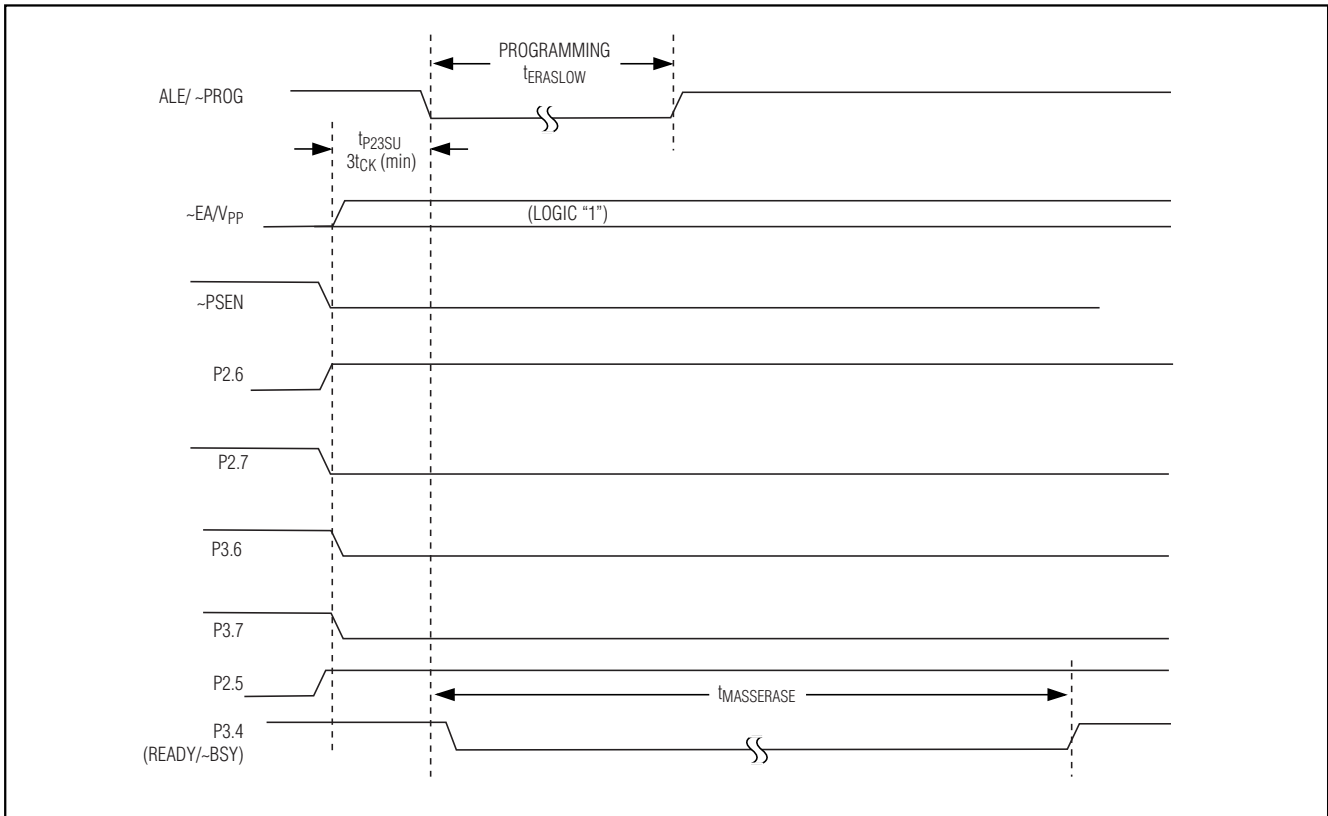 PROGRAMMING
tERASLOW
ALE/ ~PROG
tP23SU
3tCK (min)
~EA/VPP
(LOGIC “1”)
~PSEN
P2.6
P2.7
P3.6
P3.7
P2.5
tMASSERASE
P3.4
(READY/~BSY)